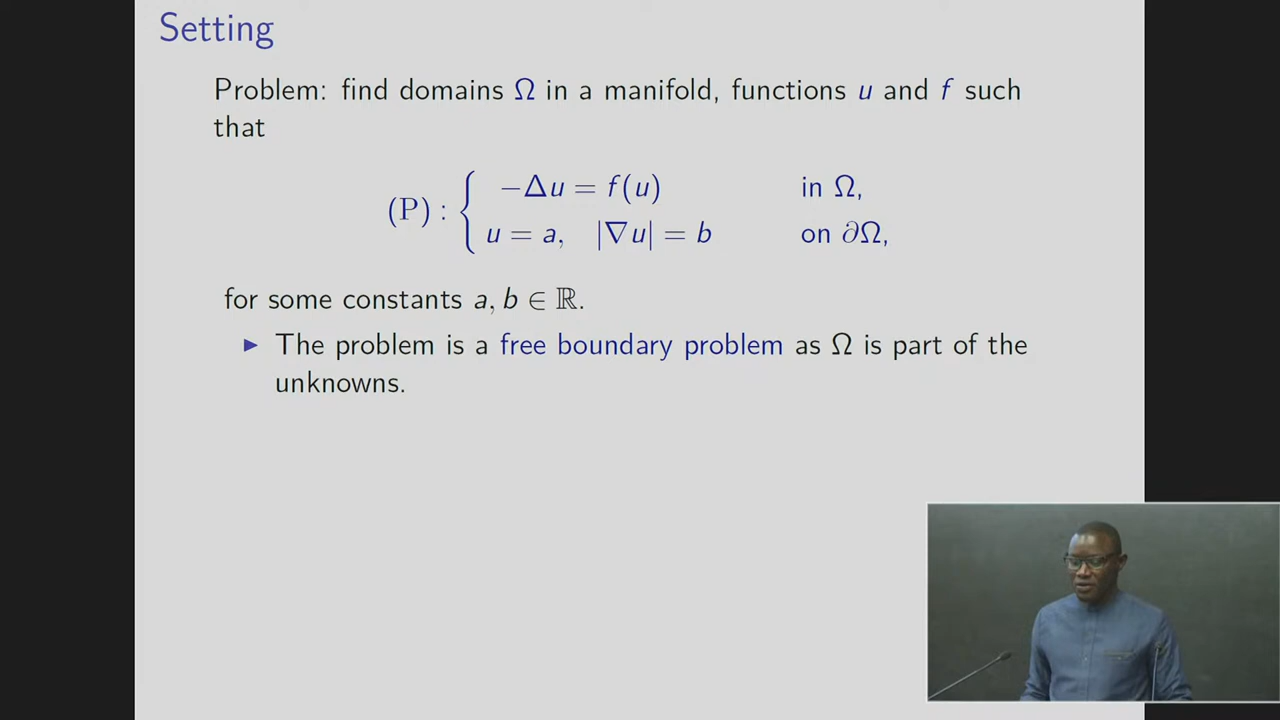 Setting
Problem: find domains Ω in a manifold, functions u and f such
that
(P) : { −Δu = f(u) in Ω,
u = a, |∇u| = b on ∂Ω,
for some constants a, b ∈ ℝ.
▶ The problem is a free boundary problem as Ω is part of the
unknowns.